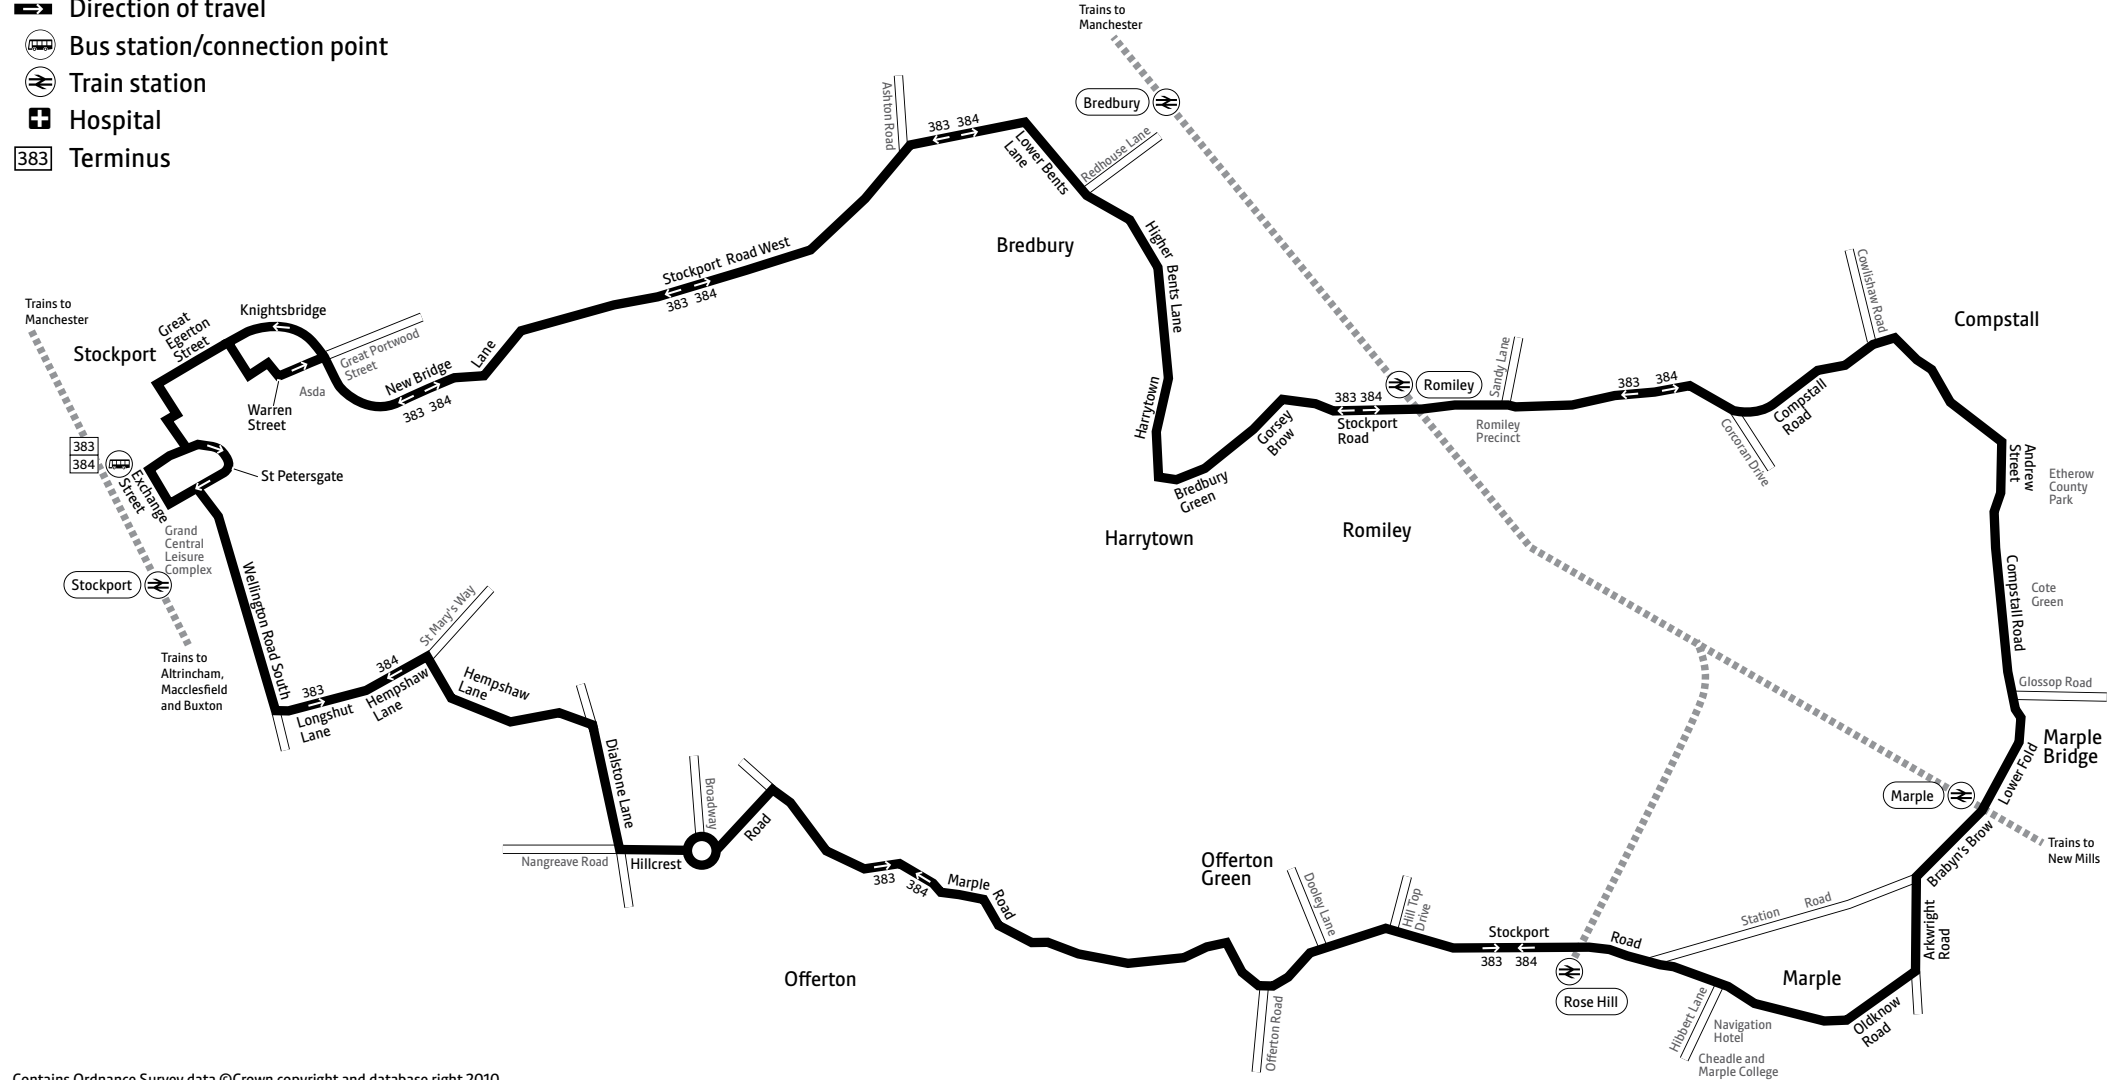 Direction of travel
Bus station/connection point
Train station
Hospital
383 Terminus
Trains to
Manchester
Bredbury
Ashton Road
383 384
Lower Bents
Lane
Redhouse Lane
Bredbury
Higher Bents Lane
Stockport Road West
383 384
Trains to
Manchester
Stockport
Great
Egerton
Street
Knightsbridge
Great Portwood
Street
Asda
Warren
Street
New Bridge Lane
383 384
383
384
Exchange
Street
St Petersgate
Grand
Central
Leisure
Complex
Stockport
Trains to
Altrincham,
Macclesfield
and Buxton
Wellington Road South
383
Longshut
Lane
384
Hempshaw
Lane
St Mary's Way
Hempshaw
Lane
Dialstone Lane
Nangreave Road
Hillcrest
Broadway
Road
383 384
Marple Road
Offerton
Harrytown
Bredbury
Green
Harrytown
Gorsey
Brow
383 384
Stockport
Road
Romiley
Romiley
Sandy Lane
Romiley
Precinct
383 384
Corcoran Drive
Compstall
Road
Cowlishaw Road
Compstall
Andrew
Street
Etherow
County
Park
Compstall Road
Cote
Green
Glossop Road
Marple
Bridge
Lower Fold
Marple
Trains to
New Mills
Brabyn's Brow
Station Road
Arkwright
Road
Marple
Oldknow
Road
Hibbert Lane
Navigation
Hotel
Cheadle and
Marple College
Offerton
Green
Dooley Lane
Hill Top
Drive
Offerton Road
Stockport Road
383 384
Rose Hill
Contains Ordnance Survey data ©Crown copyright and database right 2010